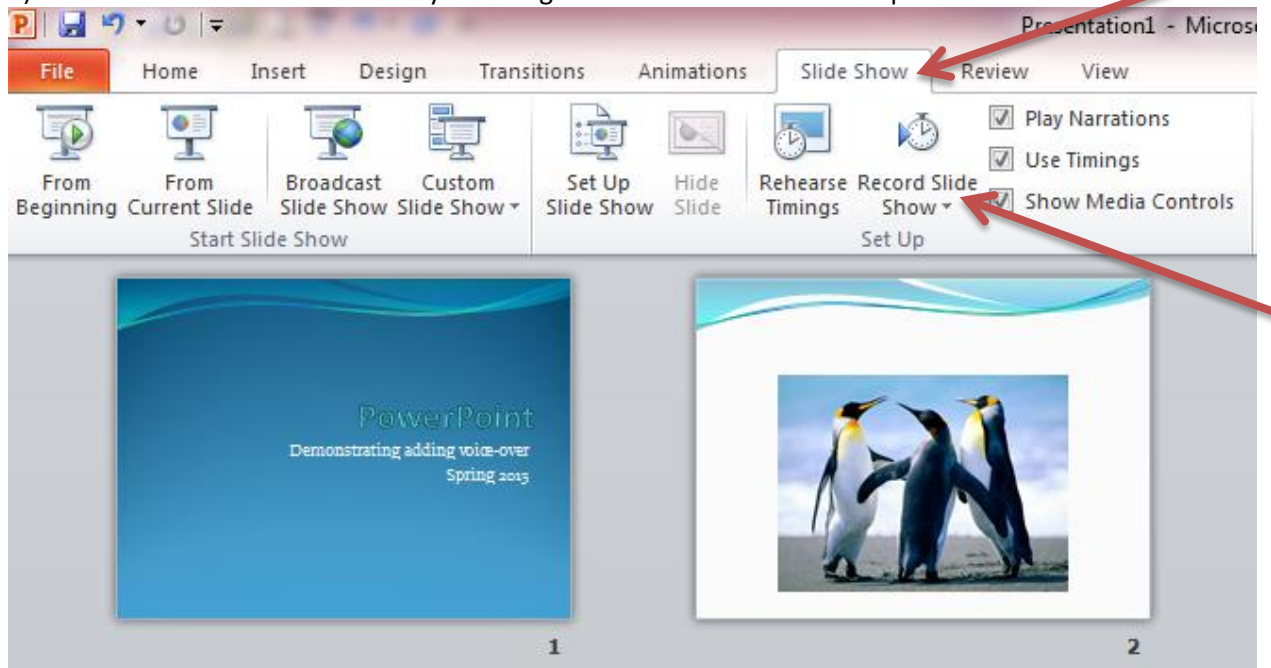 P
Presentation1 - Micros
File Home Insert Design Transitions Animations Slide Show Review View
From Beginning
From Current Slide
Broadcast Slide Show
Custom Slide Show
Set Up Slide Show
Hide Slide
Rehearse Timings
Record Slide Show
Play Narrations
Use Timings
Show Media Controls
Start Slide Show
Set Up
PowerPoint
Demonstrating adding voice-over
Spring 2013
1
2